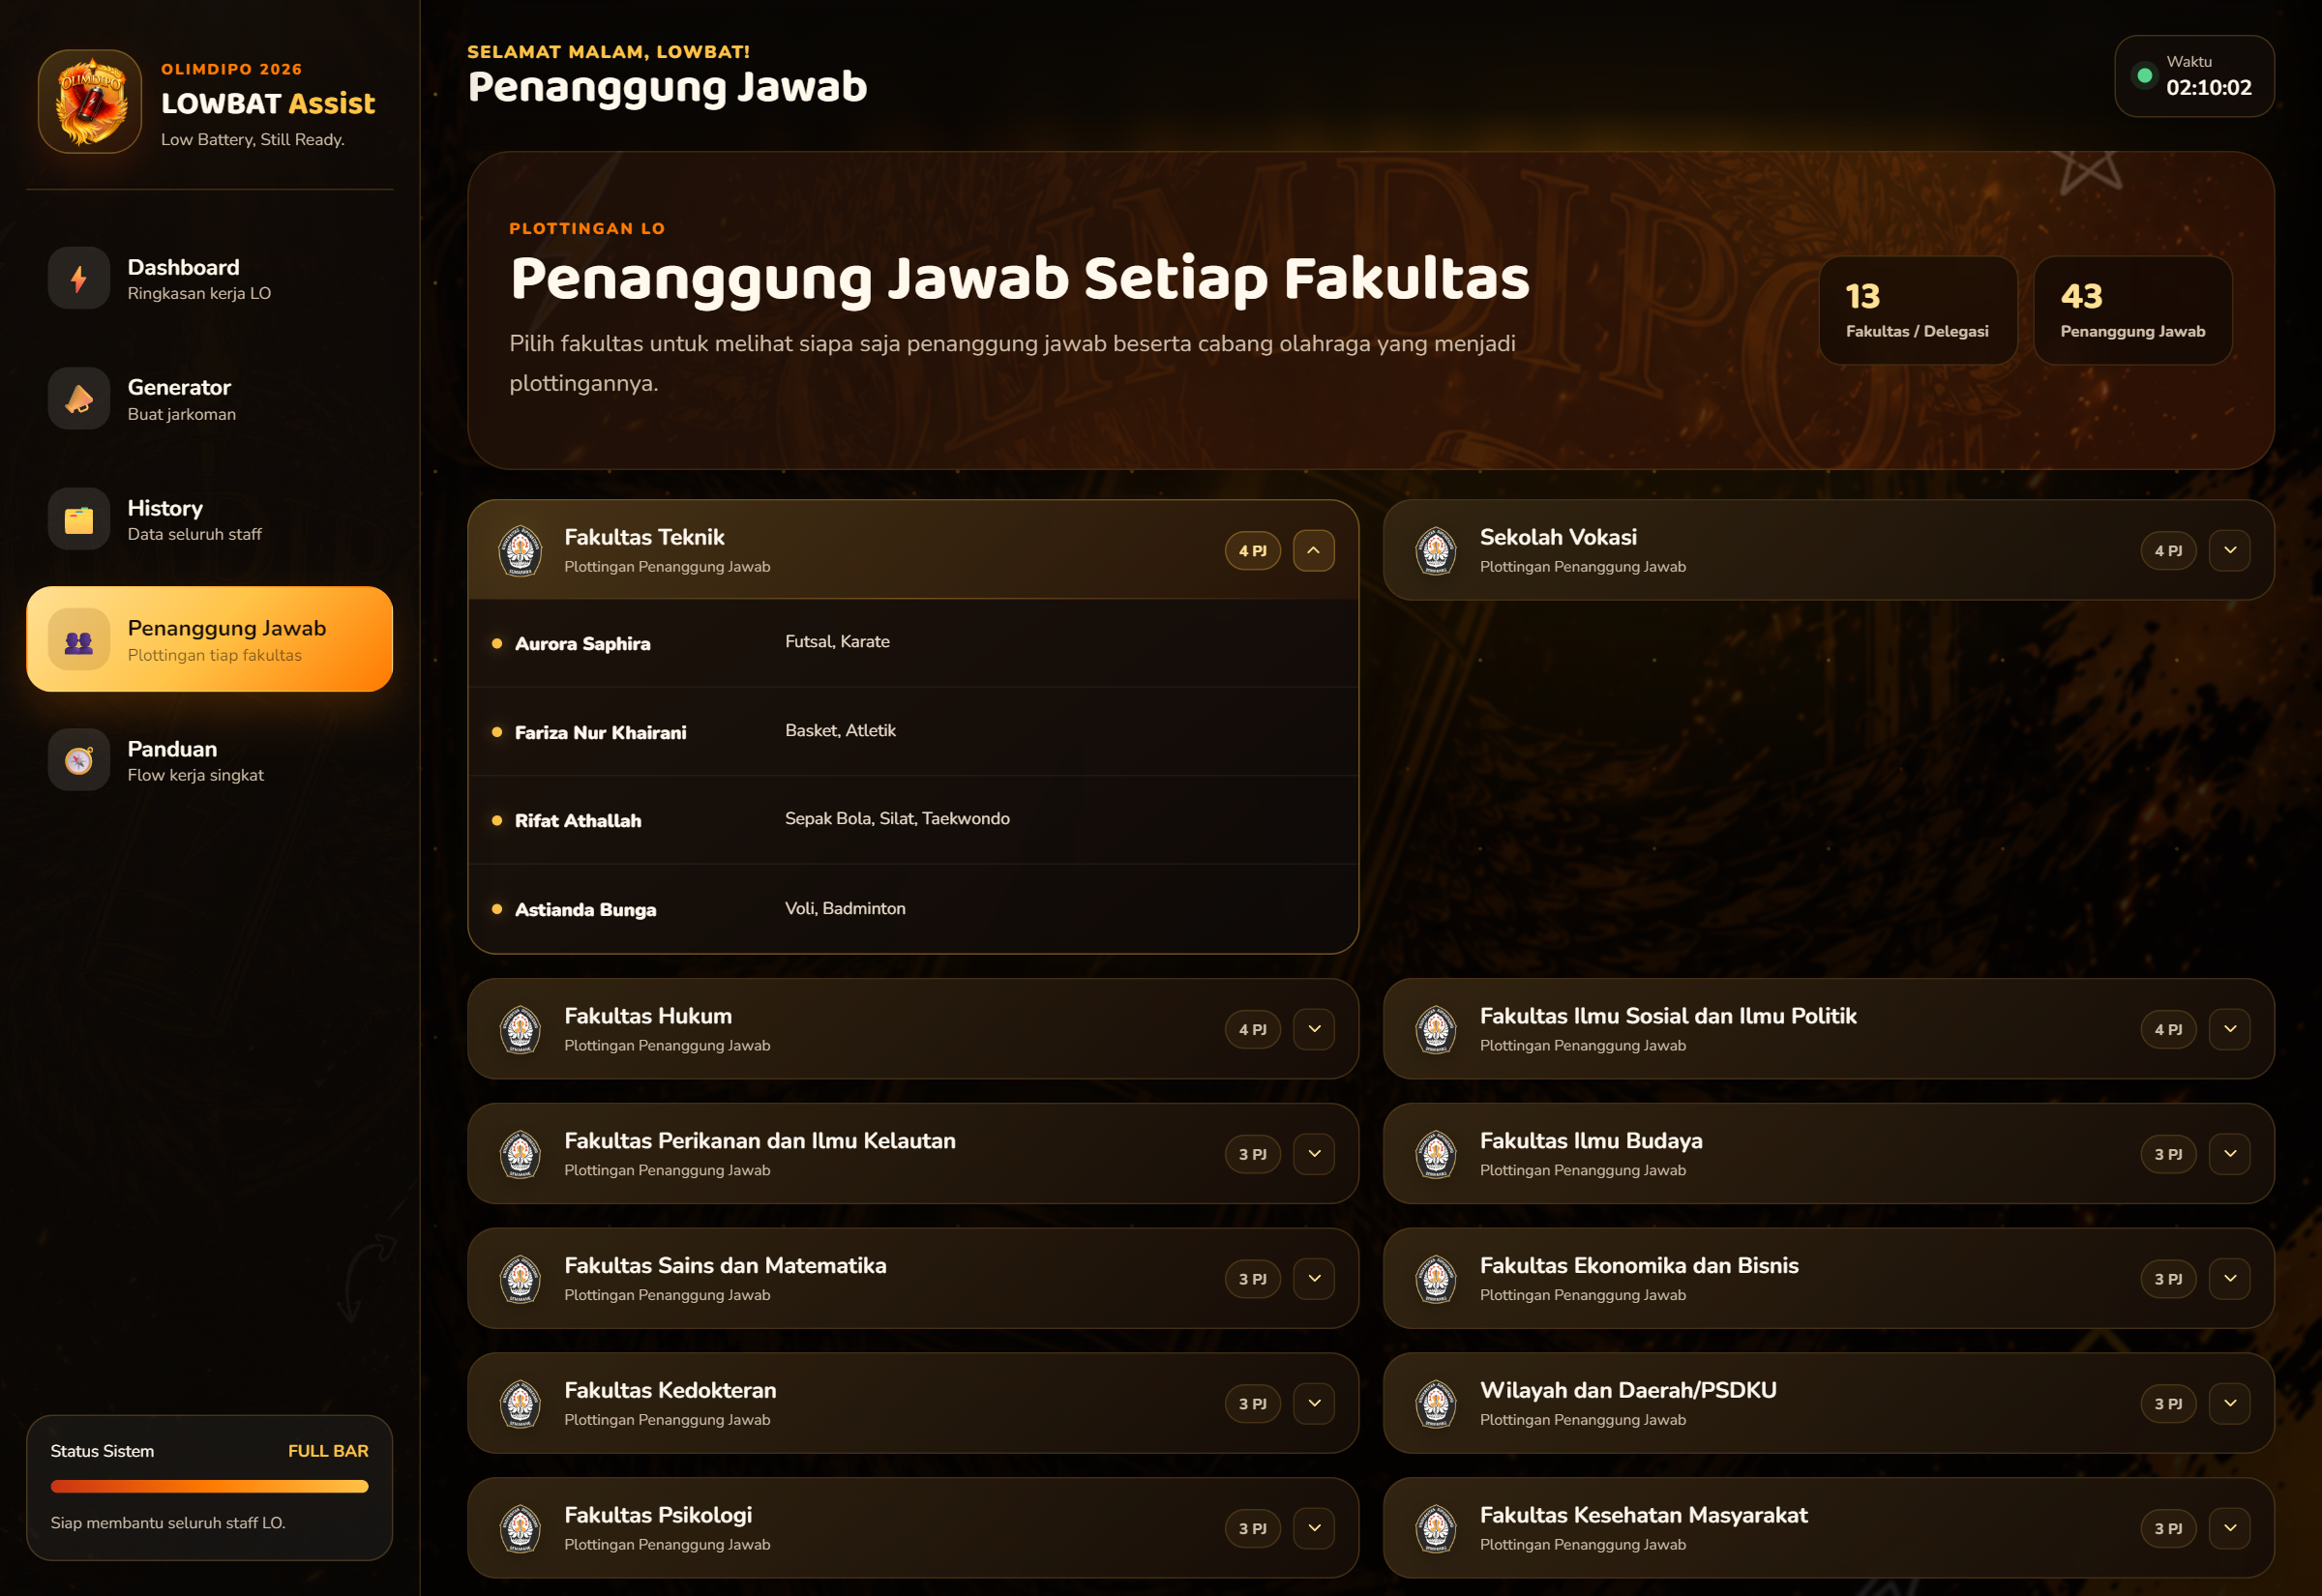 OLIMDIPO
OLIMDIPO 2026
LOWBAT Assist
Low Battery, Still Ready.
Dashboard
Ringkasan kerja LO
Generator
Buat jarkoman
History
Data seluruh staff
Penanggung Jawab
Plottingan tiap fakultas
Panduan
Flow kerja singkat
Status Sistem
FULL BAR
Siap membantu seluruh staff LO.
SELAMAT MALAM, LOWBAT!
Penanggung Jawab
Waktu
02:10:02
OLIMDIPO
PLOTTINGAN LO
Penanggung Jawab Setiap Fakultas
Pilih fakultas untuk melihat siapa saja penanggung jawab beserta cabang olahraga yang menjadi
plottingannya.
13
Fakultas / Delegasi
43
Penanggung Jawab
Fakultas Teknik
Plottingan Penanggung Jawab
4 PJ
Aurora Saphira
Futsal, Karate
Fariza Nur Khairani
Basket, Atletik
Rifat Athallah
Sepak Bola, Silat, Taekwondo
Astianda Bunga
Voli, Badminton
Sekolah Vokasi
Plottingan Penanggung Jawab
4 PJ
Fakultas Hukum
Plottingan Penanggung Jawab
4 PJ
Fakultas Ilmu Sosial dan Ilmu Politik
Plottingan Penanggung Jawab
4 PJ
Fakultas Perikanan dan Ilmu Kelautan
Plottingan Penanggung Jawab
3 PJ
Fakultas Ilmu Budaya
Plottingan Penanggung Jawab
3 PJ
Fakultas Sains dan Matematika
Plottingan Penanggung Jawab
3 PJ
Fakultas Ekonomika dan Bisnis
Plottingan Penanggung Jawab
3 PJ
Fakultas Kedokteran
Plottingan Penanggung Jawab
3 PJ
Wilayah dan Daerah/PSDKU
Plottingan Penanggung Jawab
3 PJ
Fakultas Psikologi
Plottingan Penanggung Jawab
3 PJ
Fakultas Kesehatan Masyarakat
Plottingan Penanggung Jawab
3 PJ